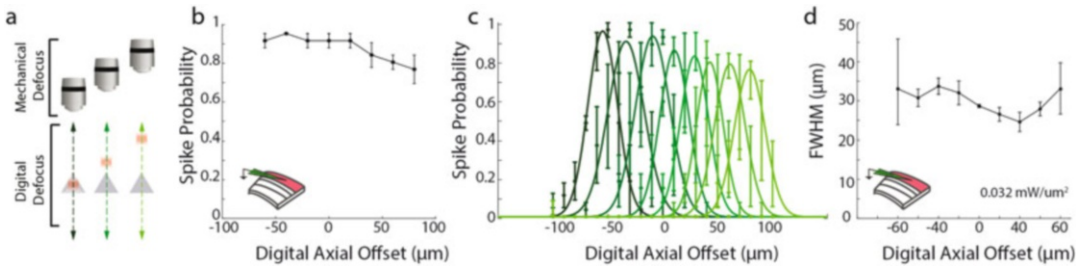 a
Mechanical
Defocus
Digital
Defocus
b
Spike Probability
1
0.8
0.6
0.4
0.2
0
-100
-50
0
50
100
Digital Axial Offset (µm)
c
Spike Probability
1
0.8
0.6
0.4
0.2
0
-100
-50
0
50
100
Digital Axial Offset (µm)
d
FWHM (µm)
50
40
30
20
10
0
0.032 mW/um²
-60
-40
0
40
60
Digital Axial Offset (µm)